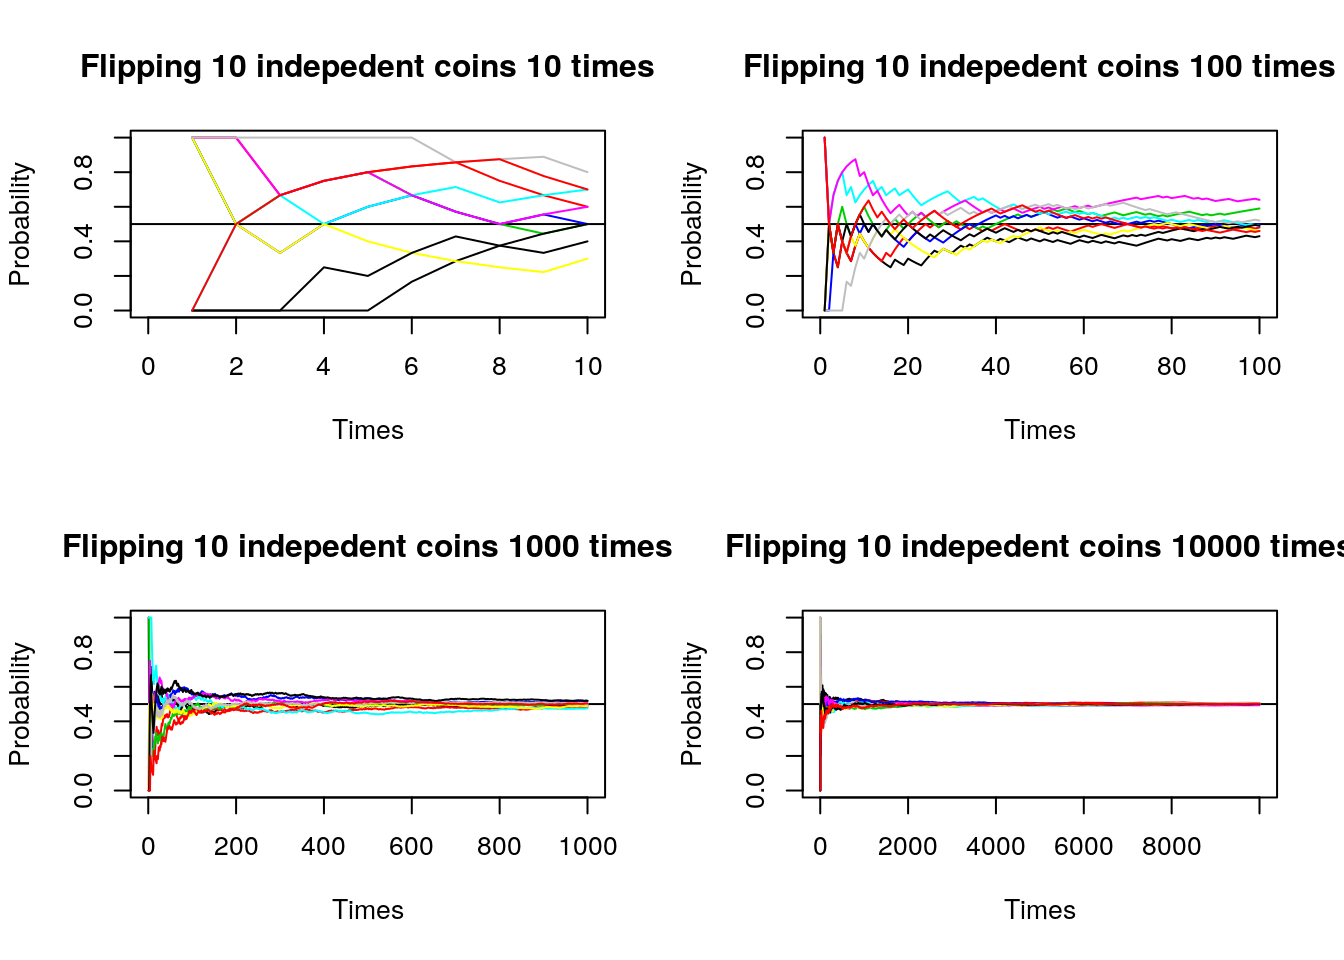 Flipping 10 indepedent coins 10 times
Probability
0.0 0.4 0.8
0 2 4 6 8 10
Times
Flipping 10 indepedent coins 100 times
Probability
0.0 0.4 0.8
0 20 40 60 80 100
Times
Flipping 10 indepedent coins 1000 times
Probability
0.0 0.4 0.8
0 200 400 600 800 1000
Times
Flipping 10 indepedent coins 10000 times
Probability
0.0 0.4 0.8
0 2000 4000 6000 8000
Times